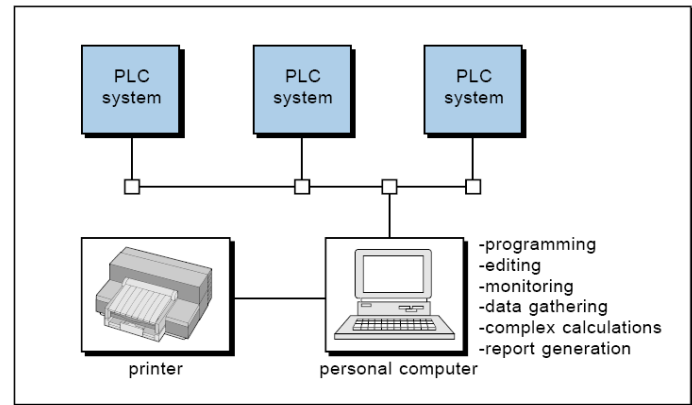 PLC
system
PLC
system
PLC
system
printer
personal computer
-programming
-editing
-monitoring
-data gathering
-complex calculations
-report generation